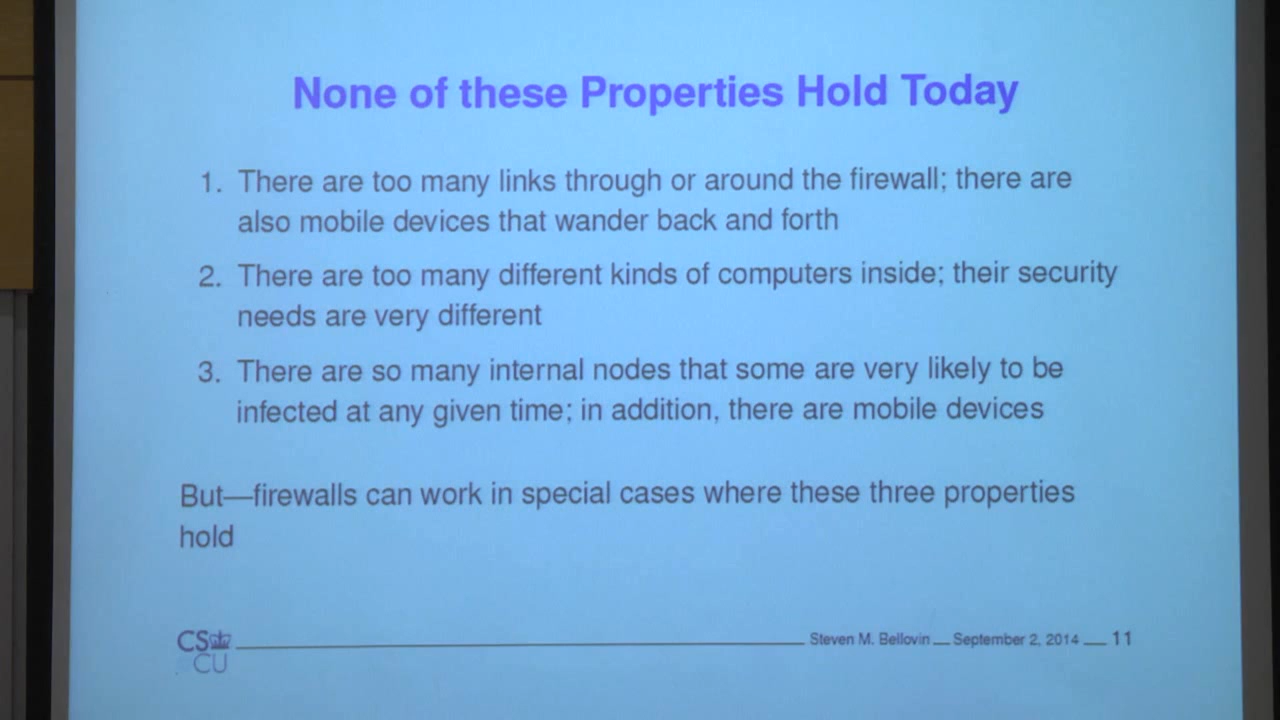 None of these Properties Hold Today
1. There are too many links through or around the firewall; there are
also mobile devices that wander back and forth
2. There are too many different kinds of computers inside; their security
needs are very different
3. There are so many internal nodes that some are very likely to be
infected at any given time; in addition, there are mobile devices
But—firewalls can work in special cases where these three properties
hold
CS
CU
Steven M. Bellovin — September 2, 2014 — 11